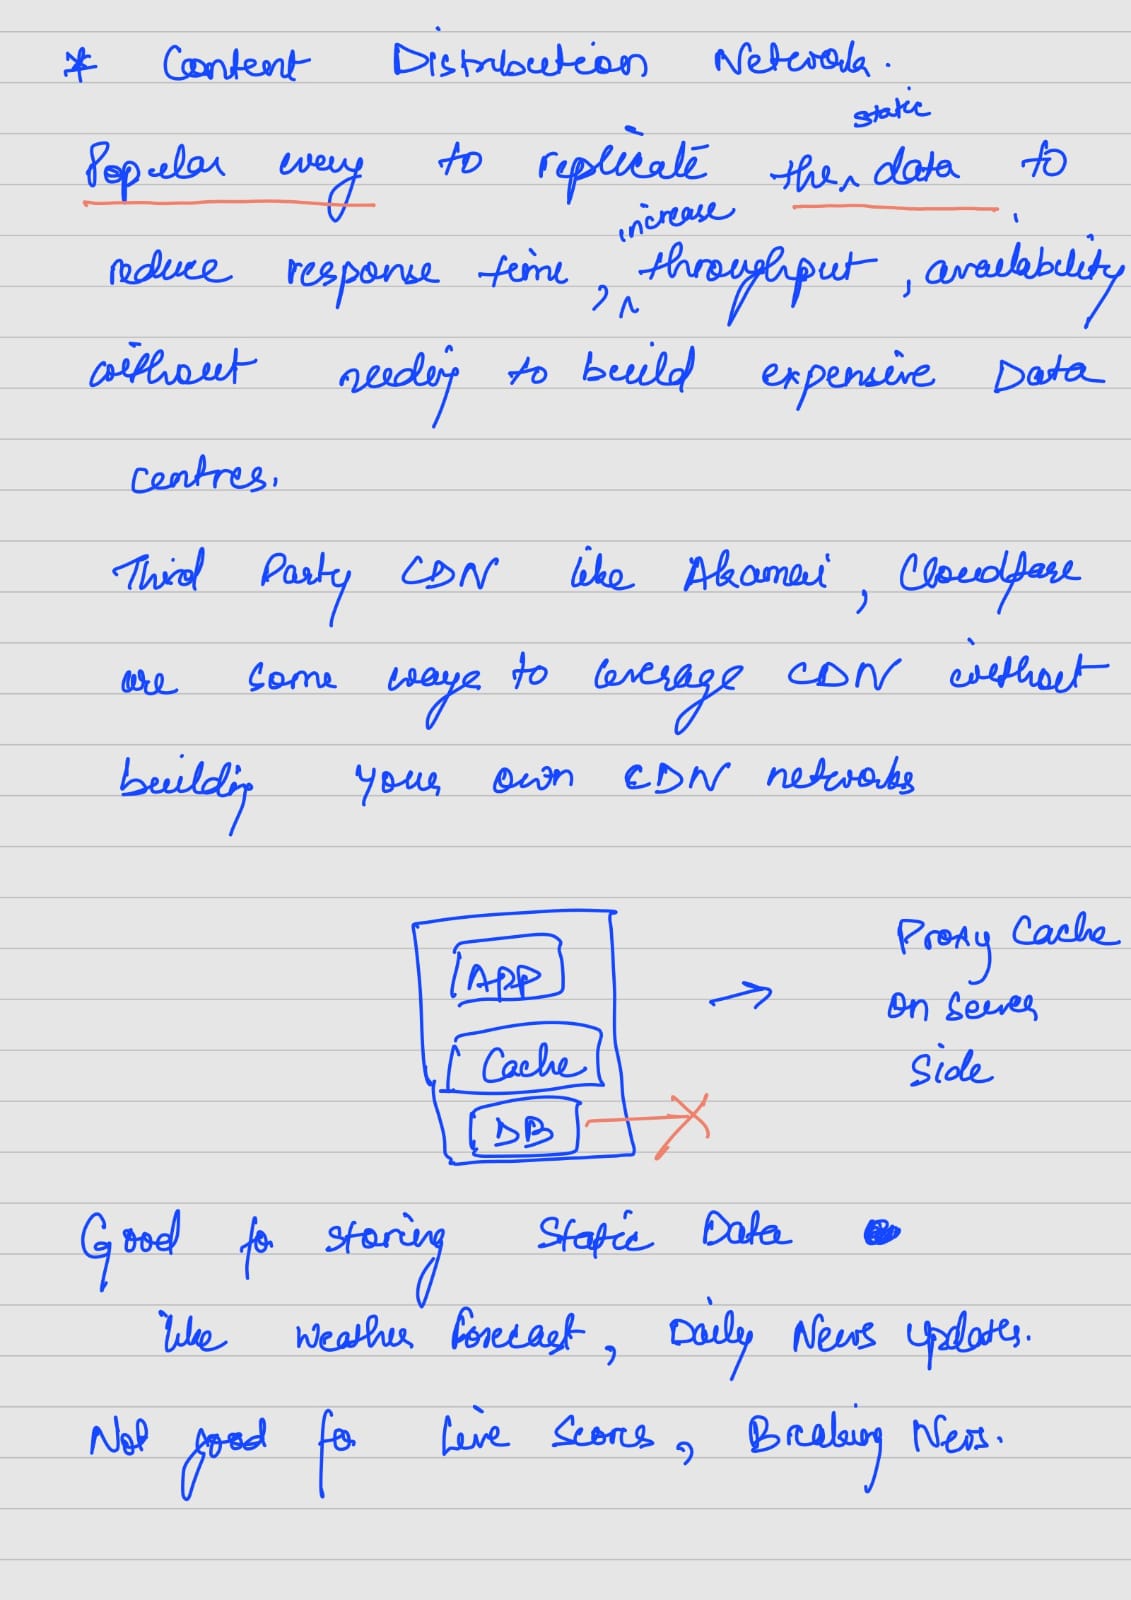 * Content Distribution Network.
Popular way to replicate the static data to
reduce response time, increase throughput, availability
without needing to build expensive Data
centres.
Third Party CDN like Akamai, Cloudfare
are some ways to leverage CDN without
building your own CDN networks
APP
Cache
DB
→ Proxy Cache
on Server
Side
Good for storing Static Data
like Weather Forecast, Daily News Updates.
Not good for Live Scores, Breaking News.